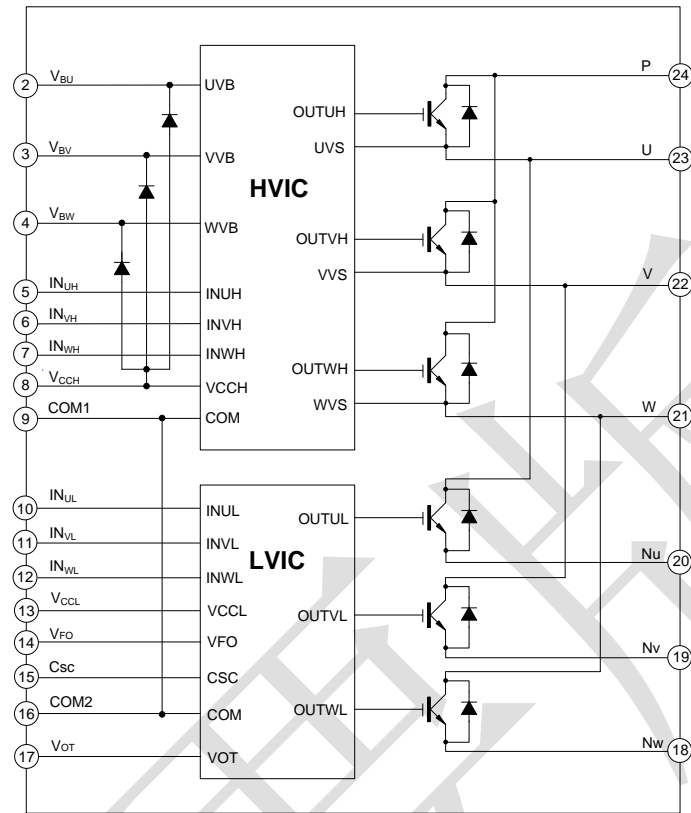 2 VBU UVB P 24
OUTUH
UVS U 23
3 VBV VVB
HVIC
4 VBW WVB OUTVH
VVS V 22
5 INUH INUH
6 INVH INVH
7 INWH INWH OUTWH
8 VCCH VCCH
WVS W 21
9 COM1 COM
10 INUL INUL
OUTUL
11 INVL INVL
LVIC
Nu 20
12 INWL INWL
13 VCCL VCCL OUTVL
14 VFO VFO
Nv 19
15 Csc CSC
16 COM2 COM OUTWL
17 VOT VOT Nw 18